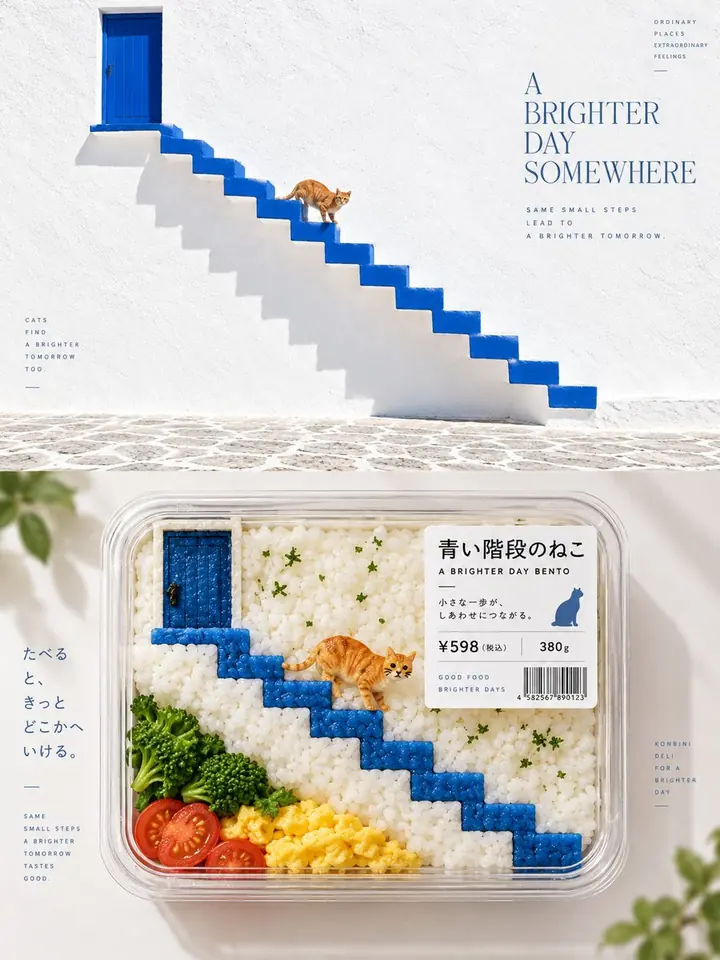 ORDINARY
PLACES
EXTRAORDINARY
FEELINGS
A
BRIGHTER
DAY
SOMEWHERE
SAME SMALL STEPS
LEAD TO
A BRIGHTER TOMORROW.
CATS
FIND
A BRIGHTER
TOMORROW
TOO.
青い階段のねこ
A BRIGHTER DAY BENTO
小さな一歩が、
しあわせにつながる。
¥598(税込)
380g
GOOD FOOD
BRIGHTER DAYS
4 582567 890123
たべる
と、
きっと
どこかへ
いける。
SAME
SMALL STEPS
A BRIGHTER
TOMORROW
TASTES
GOOD.
KONBINI
DELI
FOR A
BRIGHTER
DAY